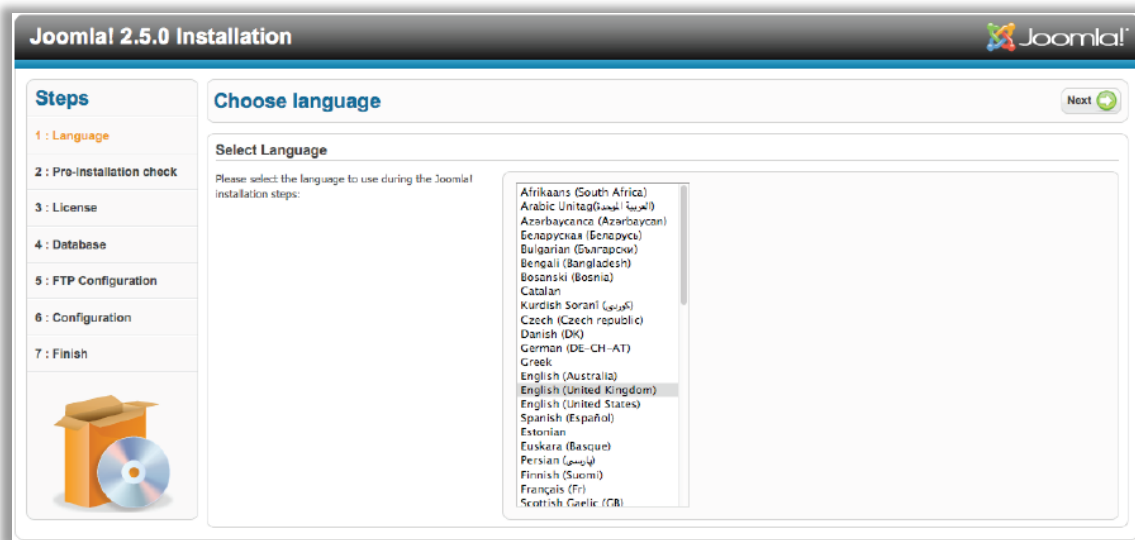 Joomla! 2.5.0 Installation
Joomla!
Steps
1 : Language
2 : Pre-Installation check
3 : License
4 : Database
5 : FTP Configuration
6 : Configuration
7 : Finish
Choose language
Next
Select Language
Please select the language to use during the Joomla!
installation steps:
Afrikaans (South Africa)
Arabic Unitag(العربية الموحدة)
Azərbaycanca (Azərbaycan)
Беларуская (Беларусь)
Bulgarian (Български)
Bengali (Bangladesh)
Bosanski (Bosnia)
Catalan
Kurdish Soranî (کوردی)
Czech (Czech republic)
Danish (DK)
German (DE-CH-AT)
Greek
English (Australia)
English (United Kingdom)
English (United States)
Spanish (Español)
Estonian
Euskara (Basque)
Persian (پارسی)
Finnish (Suomi)
Français (Fr)
Scottish Gaelic (GB)